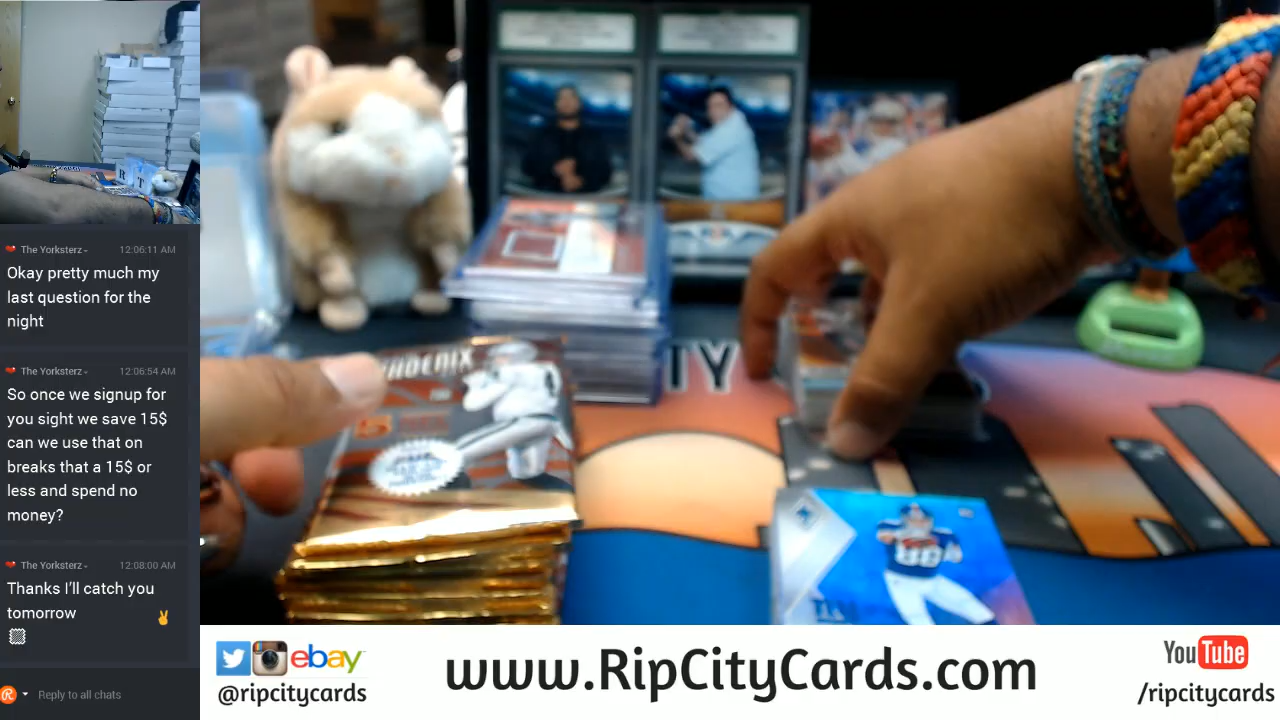 The Yorksterz 12:06:11 AM
Okay pretty much my
last question for the
night
The Yorksterz 12:06:54 AM
So once we signup for
you sight we save 15$
can we use that on
breaks that a 15$ or
less and spend no
money?
The Yorksterz 12:08:00 AM
Thanks I'll catch you
tomorrow ✌
Reply to all chats
PHOENIX
TY
80
ebay
@ripcitycards
www.RipCityCards.com
YouTube
/ripcitycards